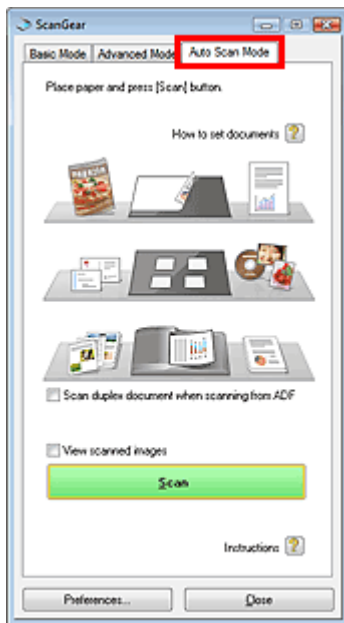 ScanGear
Basic Mode Advanced Mode Auto Scan Mode
Place paper and press [Scan] button.
How to set documents
Scan duplex document when scanning from ADF
View scanned images
Scan
Instructions
Preferences... Close